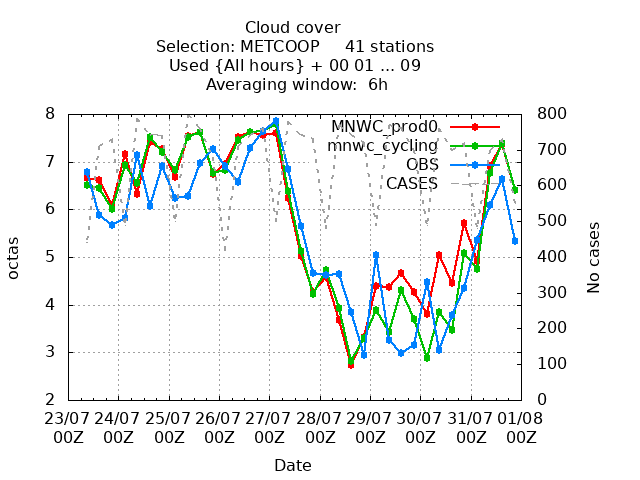 Cloud cover
Selection: METCOOP     41 stations
Used {All hours} + 00 01 ... 09
Averaging window:  6h
MNWC_prod0
mnwc_cycling
OBS
CASES
8
7
6
5
4
3
2
octas
800
700
600
500
400
300
200
100
0
No cases
23/07 24/07 25/07 26/07 27/07 28/07 29/07 30/07 31/07 01/08
00Z 00Z 00Z 00Z 00Z 00Z 00Z 00Z 00Z 00Z
Date